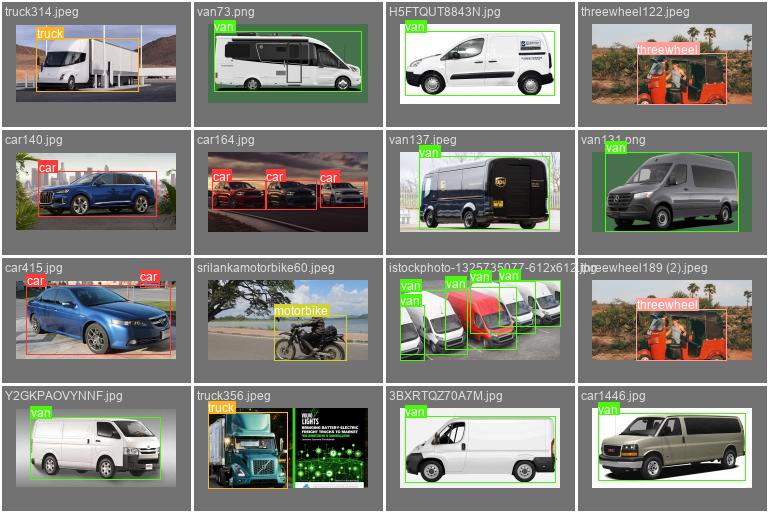 truck314.jpeg
truck
van73.png
van
H5FTQUT8843N.jpg
van
threewheel122.jpeg
threewheel
car140.jpg
car
car164.jpg
car
car
car
van137.jpeg
van
van131.png
van
car415.jpg
car
car
srilankamotorbike60.jpeg
motorbike
istockphoto-1325735077-612x612.jpg
van
van
van
van
van
threewheel189 (2).jpeg
threewheel
Y2GKPAOVYNNF.jpg
van
truck356.jpeg
truck
VOLVO
LIGHTS
BRINGING BATTERY-ELECTRIC
FREIGHT TRUCKS TO MARKET
3BXRTQZ70A7M.jpg
van
car1446.jpg
van